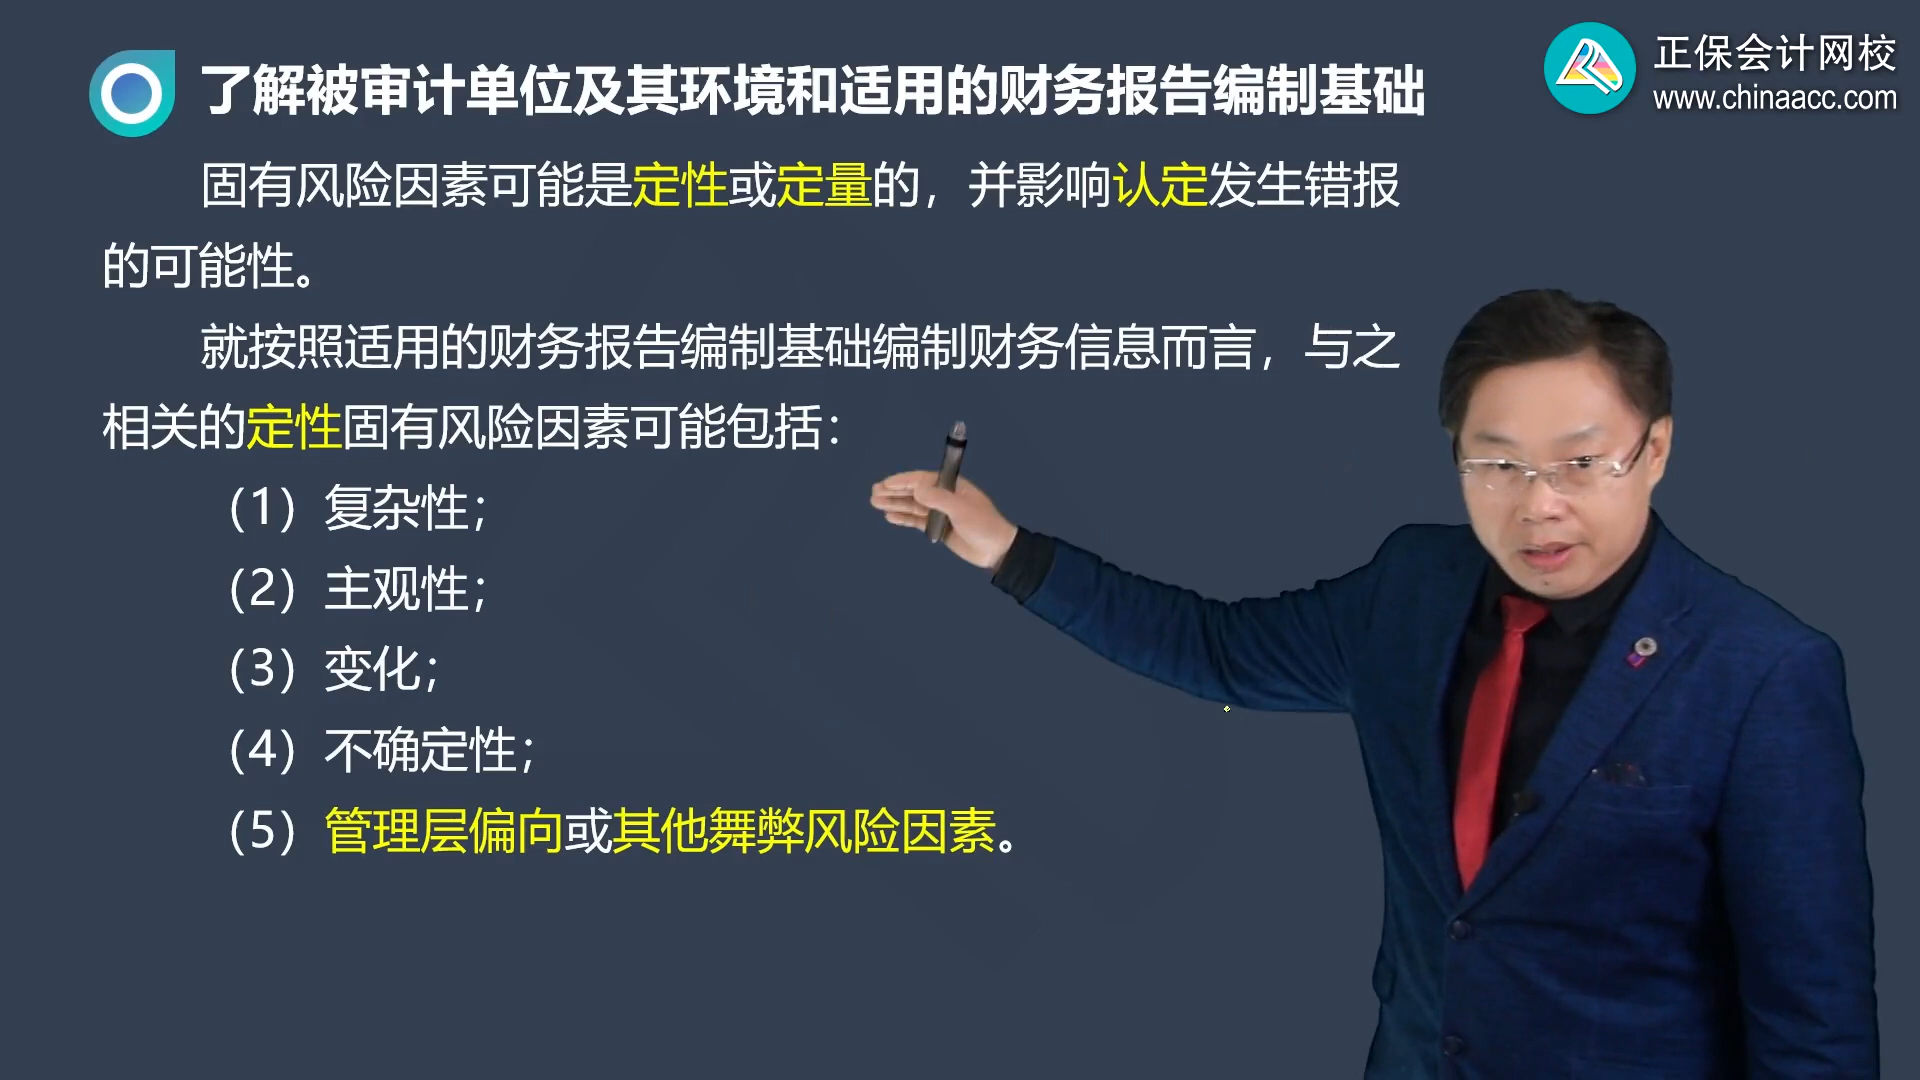 了解被审计单位及其环境和适用的财务报告编制基础
正保会计网校
www.chinaacc.com
固有风险因素可能是定性或定量的，并影响认定发生错报
的可能性。
就按照适用的财务报告编制基础编制财务信息而言，与之
相关的定性固有风险因素可能包括：
（1）复杂性；
（2）主观性；
（3）变化；
（4）不确定性；
（5）管理层偏向或其他舞弊风险因素。